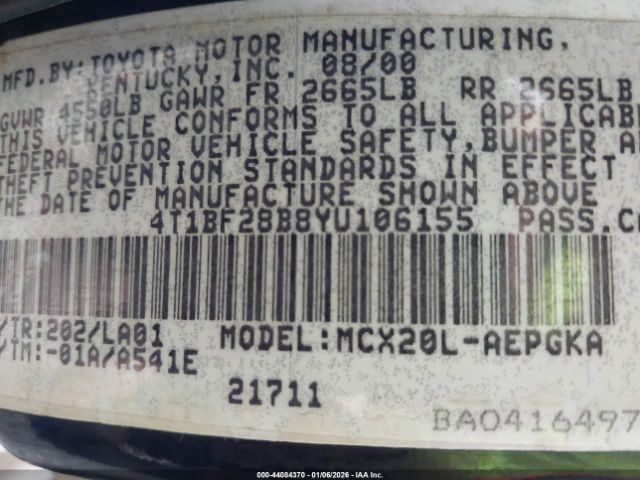 MFD.BY:TOYOTA MOTOR MANUFACTURING,
KENTUCKY,INC. 08/00
GVWR 4550LB GAWR FR 2665LB RR 2665LB
THIS VEHICLE CONFORMS TO ALL APPLICAB
FEDERAL MOTOR VEHICLE SAFETY,BUMPER
THEFT PREVENTION STANDARDS IN EFFECT
THE DATE OF MANUFACTURE SHOWN ABOVE
4T1BF28B8YU106155 PASS.C
/TR:202/LA01 MODEL:MCX20L-AEPGKA
/TM:-01A/A541E
21711
BA0416497
000-44084370 | 01/06/2026 | IAA Inc.